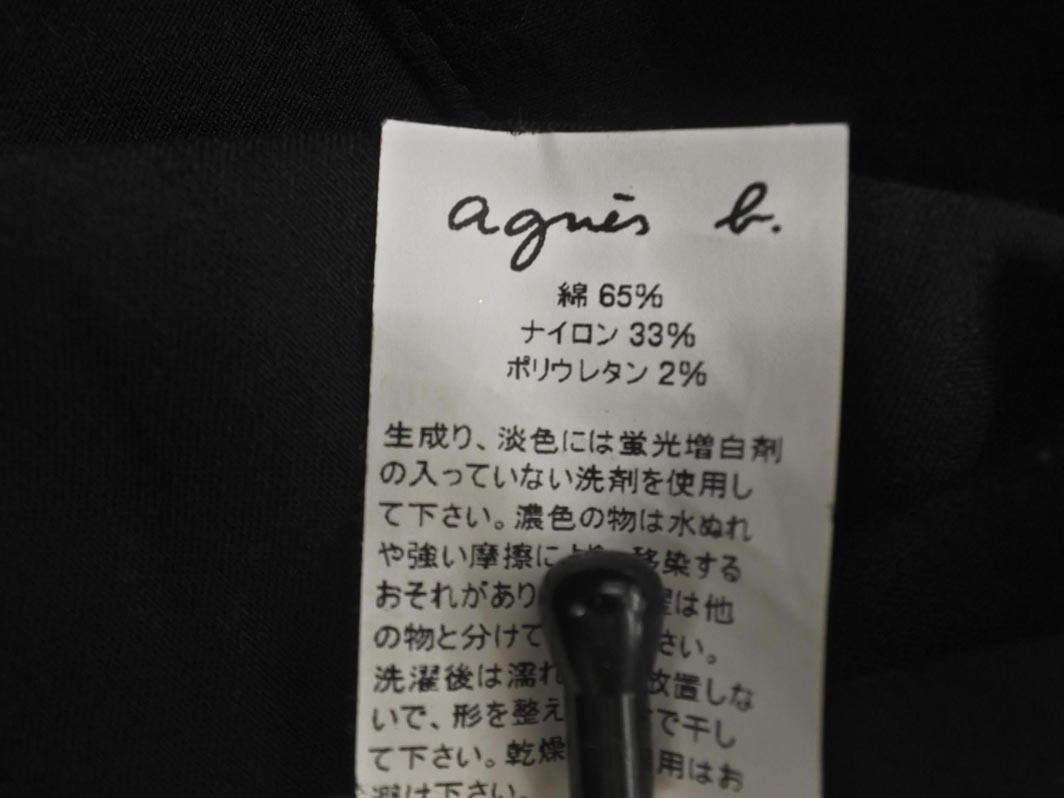 agnès b.
綿 65%
ナイロン 33%
ポリウレタン 2%
生成り、淡色には蛍光増白剤
の入っていない洗剤を使用し
て下さい。濃色の物は水ぬれ
や強い摩擦に 移染する
おそれがあり は他
の物と分けて さい。
洗濯後は濡れ 放置しな
いで、形を整え で干し
て下さい。乾燥 用はお
避け下さい。